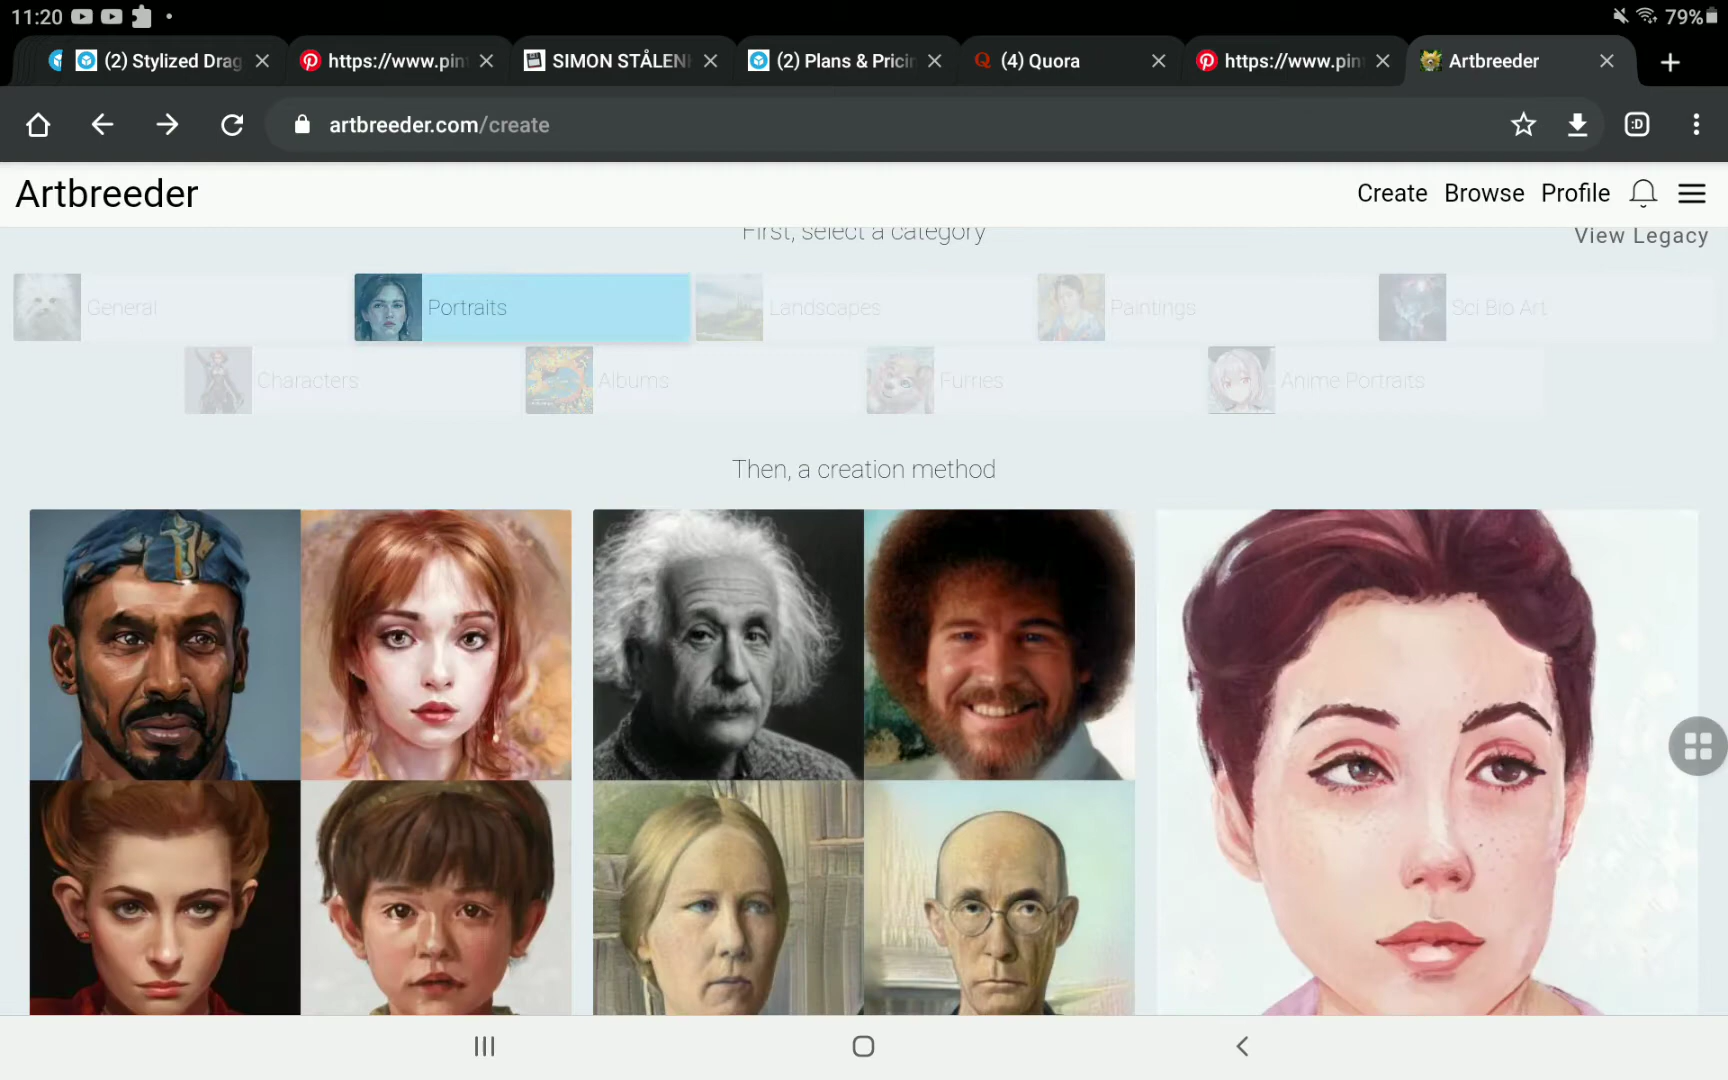 11:20
79%
(2) Stylized Drag
https://www.pin
SIMON STÅLEN
(2) Plans & Prici
(4) Quora
https://www.pin
Artbreeder
artbreeder.com/create
:D
Artbreeder
Create Browse Profile
First, select a category
View Legacy
General
Portraits
Landscapes
Paintings
Sci Bio Art
Characters
Albums
Furries
Anime Portraits
Then, a creation method